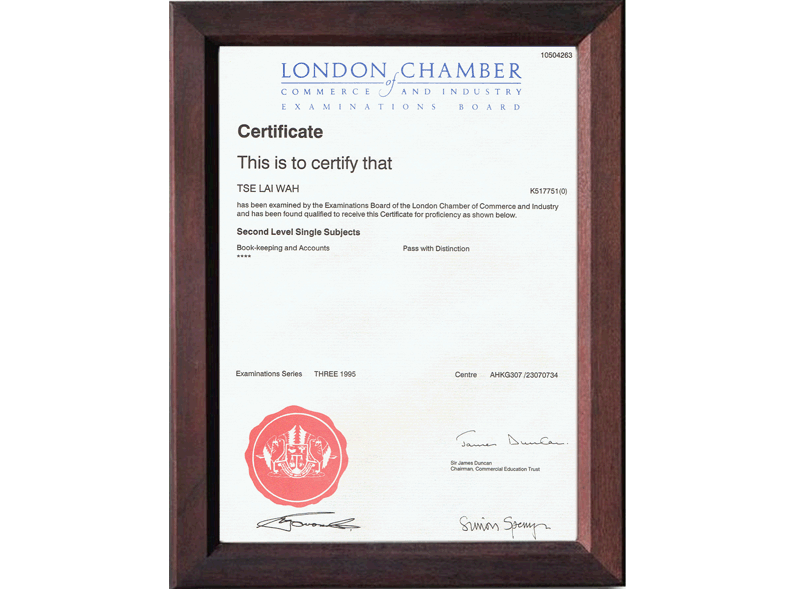 10504263
LONDON of CHAMBER
COMMERCE AND INDUSTRY
EXAMINATIONS BOARD
Certificate
This is to certify that
TSE LAI WAH K517751(0)
has been examined by the Examinations Board of the London Chamber of Commerce and Industry
and has been found qualified to receive this Certificate for proficiency as shown below.
Second Level Single Subjects
Book-keeping and Accounts Pass with Distinction
****
Examinations Series THREE 1995 Centre AHKG307 /23070734
James Duncan.
Sir James Duncan
Chairman, Commercial Education Trust
Simon